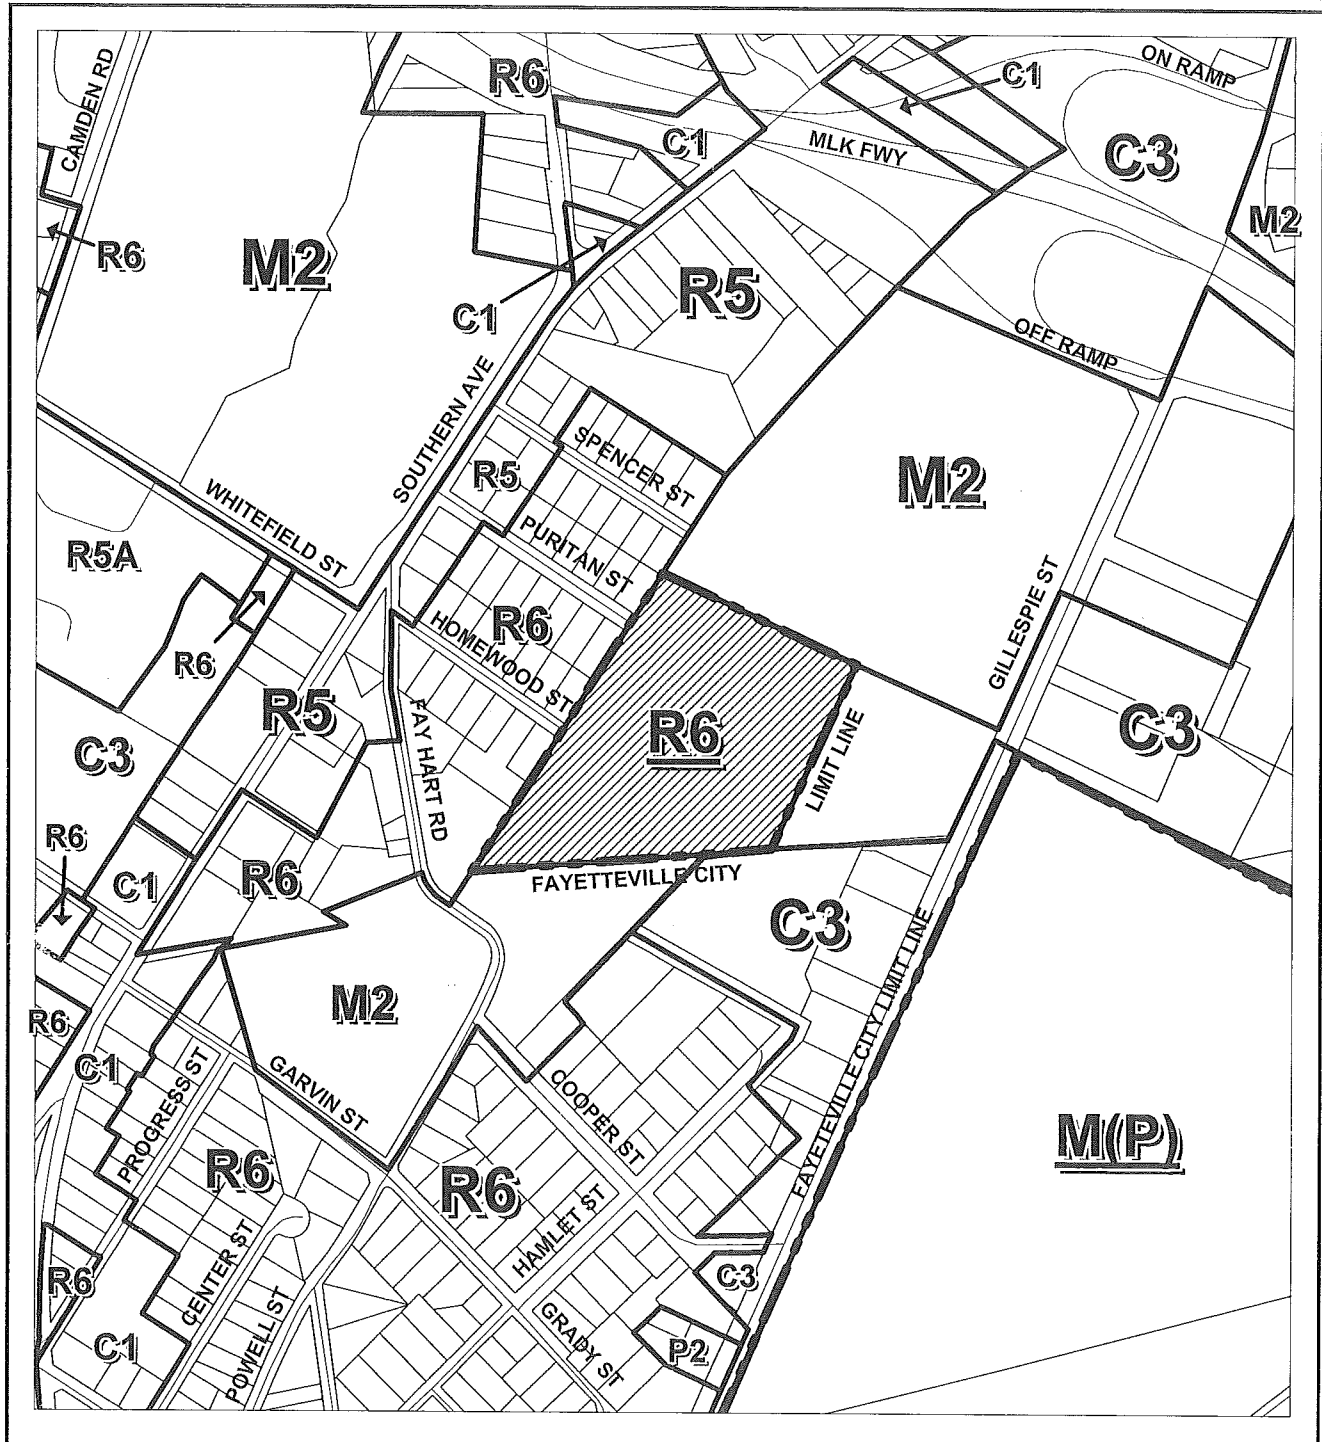 ON RAMP
CAMDEN RD
R6
C1
C1
MLK FWY
C3
M2
R6
M2
R5
C1
OFF RAMP
SOUTHERN AVE
SPENCER ST
R5
M2
WHITEFIELD ST
PURITAN ST
R5A
R6
HOMEWOOD ST
GILLESPIE ST
R6
R5
FAY HART RD
R6
LIMIT LINE
C3
C3
R6
C1
R6
FAYETTEVILLE CITY
C3
FAYETEVILLE CITY LIMIT LINE
M2
R6
C1
PROGRESS ST
GARVIN ST
COOPER ST
M(P)
R6
R6
HAMLET ST
CENTER ST
R6
C3
POWELL ST
GRADY ST
C1
P2